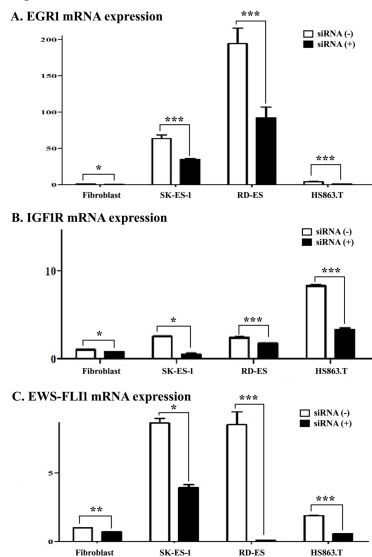 A. EGR1 mRNA expression
siRNA (-)
siRNA (+)
200
150
100
50
0
*
***
***
***
Fibroblast
SK-ES-1
RD-ES
HS863.T
B. IGF1R mRNA expression
siRNA (-)
siRNA (+)
10
0
*
*
***
***
Fibroblast
SK-ES-1
RD-ES
HS863.T
C. EWS-FLI1 mRNA expression
siRNA (-)
siRNA (+)
5
0
**
*
***
***
Fibroblast
SK-ES-1
RD-ES
HS863.T